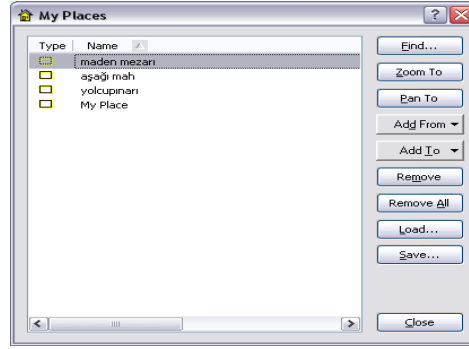 My Places
Type Name
maden mezarı
aşağı mah
yolcupınarı
My Place
Find...
Zoom To
Pan To
Add From
Add To
Remove
Remove All
Load...
Save...
Close